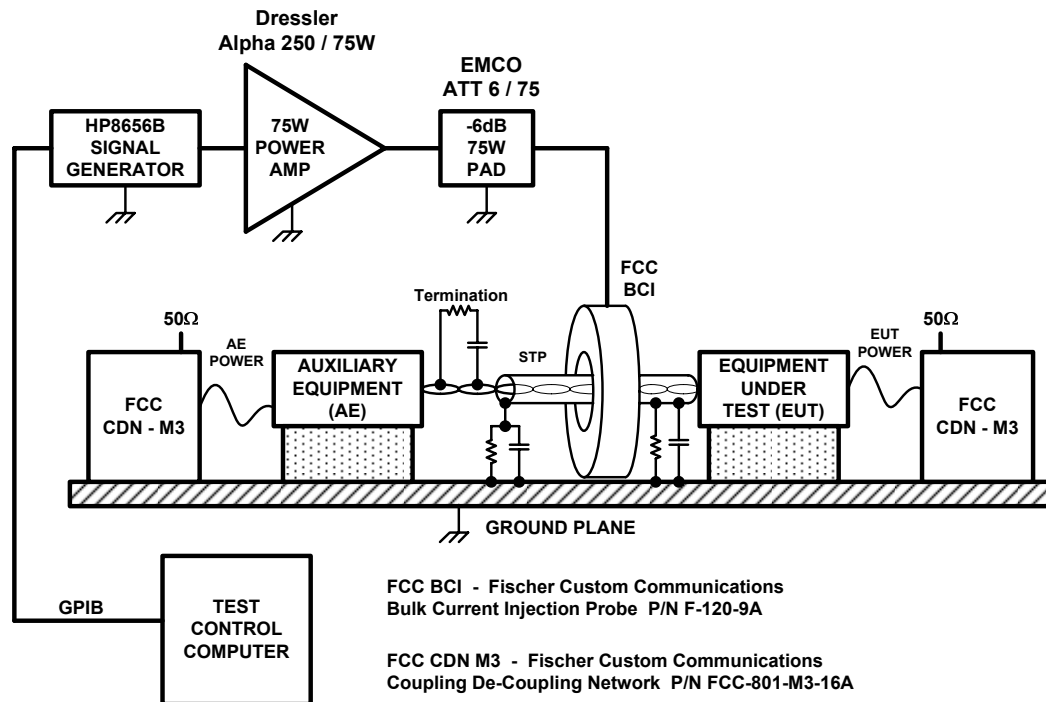 Dressler
Alpha 250 / 75W
EMCO
ATT 6 / 75
HP8656B
SIGNAL
GENERATOR
75W
POWER
AMP
-6dB
75W
PAD
FCC
BCI
Termination
50Ω
AE
POWER
STP
EUT
POWER
50Ω
FCC
CDN - M3
AUXILIARY
EQUIPMENT
(AE)
EQUIPMENT
UNDER
TEST (EUT)
FCC
CDN - M3
GROUND PLANE
GPIB
TEST
CONTROL
COMPUTER
FCC BCI - Fischer Custom Communications
Bulk Current Injection Probe P/N F-120-9A
FCC CDN M3 - Fischer Custom Communications
Coupling De-Coupling Network P/N FCC-801-M3-16A